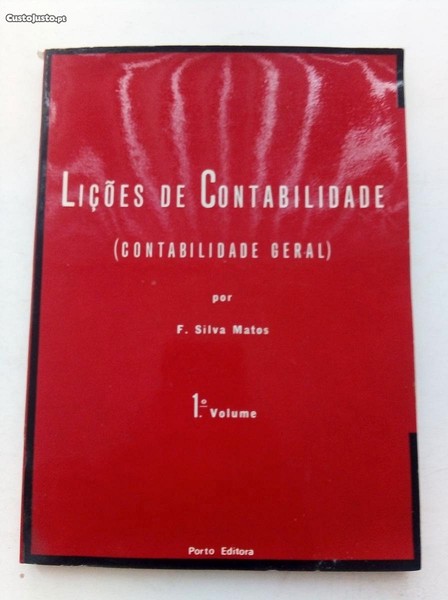 CustoJusto.pt
LIÇÕES DE CONTABILIDADE
(CONTABILIDADE GERAL)
por
F. Silva Matos
1.º Volume
Porto Editora